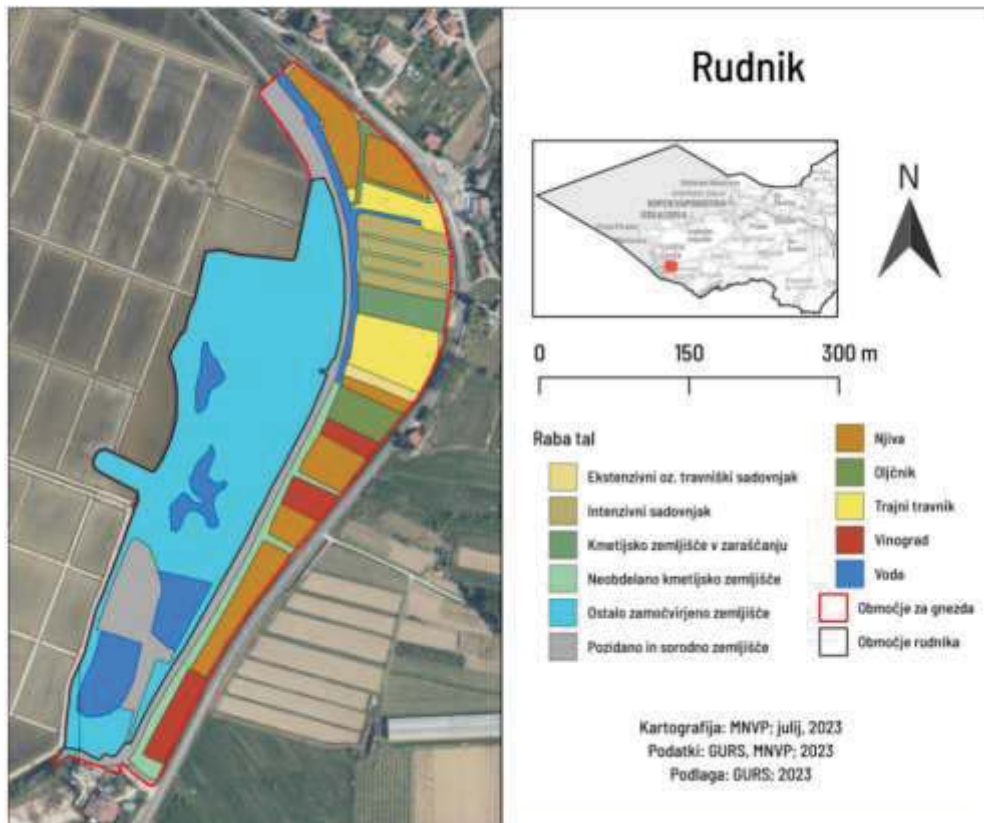 Rudnik
N
0 150 300 m
Raba tal
Ekstenzivni oz. travniški sadovnjak
Intenzivni sadovnjak
Kmetijsko zemljišče v zaraščanju
Neobdelano kmetijsko zemljišče
Ostalo zamočvirjeno zemljišče
Pozidano in sorodno zemljišče
Njiva
Oljčnik
Trajni travnik
Vinograd
Voda
Območje za gnezda
Območje rudnika
Kartografija: MNVP; julij, 2023
Podatki: GURS, MNVP; 2023
Podlaga: GURS; 2023